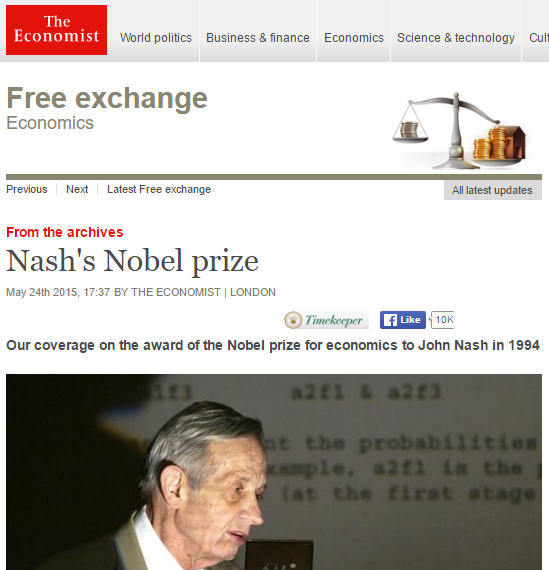 The
Economist
World politics
Business & finance
Economics
Science & technology
Cult
Free exchange
Economics
Previous
Next
Latest Free exchange
All latest updates
From the archives
Nash's Nobel prize
May 24th 2015, 17:37 BY THE ECONOMIST | LONDON
Timekeeper
Like
10K
Our coverage on the award of the Nobel prize for economics to John Nash in 1994
a2f1 & a2f3
the probabilities
a2f1 is the
(at the first stage